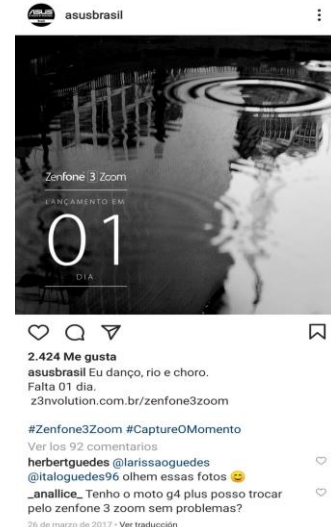 ASUS
asusbrasil
Zenfone 3 Zoom
LANÇAMENTO EM
01
DIA
2.424 Me gusta
asusbrasil Eu danço, rio e choro.
Falta 01 dia.
z3nvolution.com.br/zenfone3zoom
#Zenfone3Zoom #CaptureOMomento
Ver los 92 comentarios
herbertguedes @larissaoguedes
@italoguedes96 olhem essas fotos 😊
_anallice_ Tenho o moto g4 plus posso trocar
pelo zenfone 3 zoom sem problemas?
26 de marzo de 2017 • Ver traducción